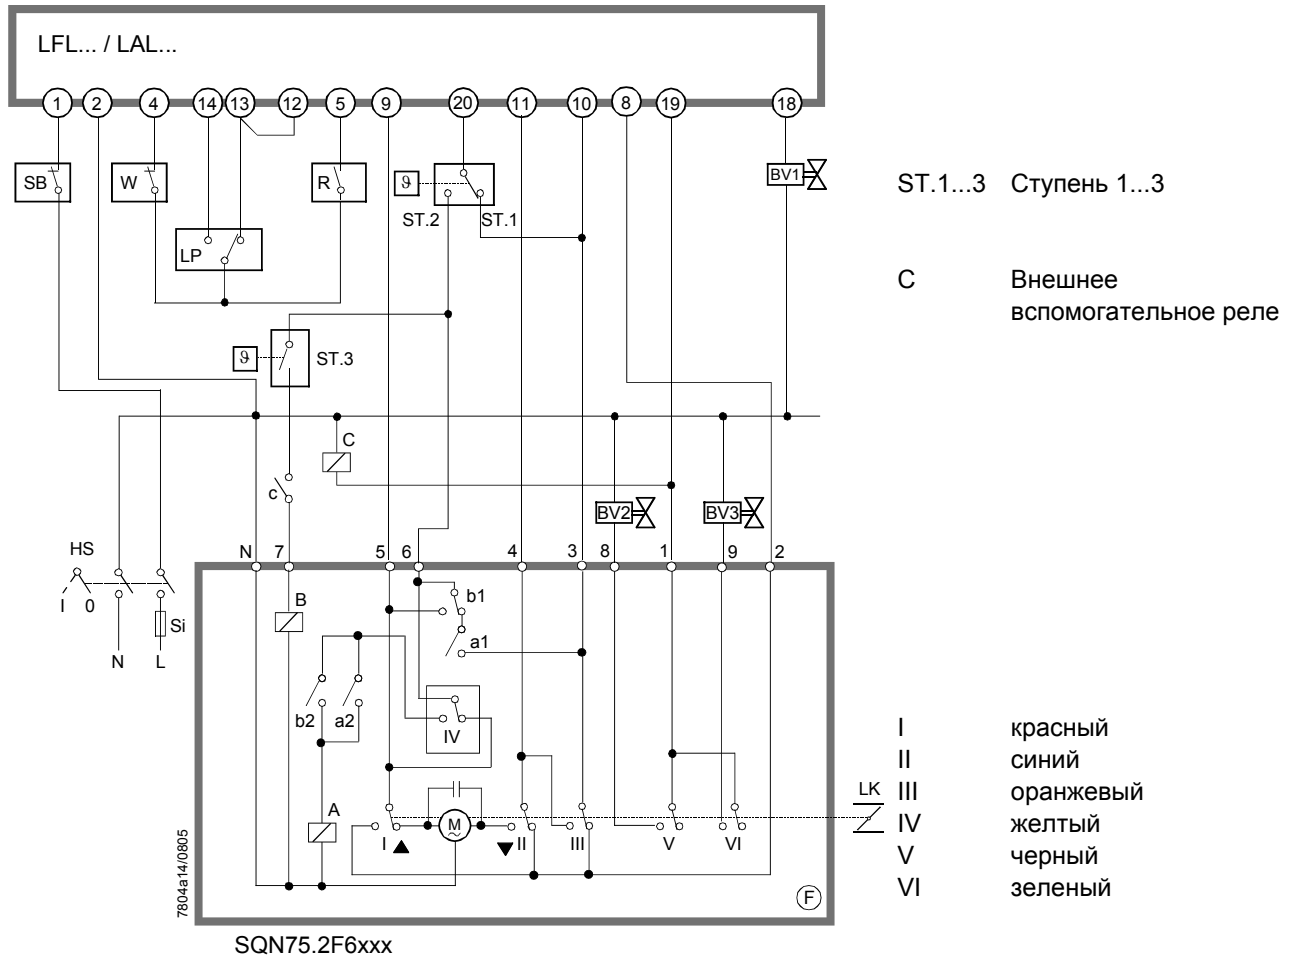 LFL... / LAL...
1 2 4 14 13 12 5 9 20 11 10 8 19 18
SB W R ϑ BV1
ST.1...3 Ступень 1...3
ST.2 ST.1
LP
C Внешнее
вспомогательное реле
ϑ ST.3
C
c
BV2 BV3
HS N 7 5 6 4 3 8 1 9 2
I 0
B b1
Si
a1
N L
b2 a2 IV
I красный
II синий
LK III оранжевый
A M
IV желтый
I II III V VI
V черный
VI зеленый
F
7804a14/0805
SQN75.2F6xxx